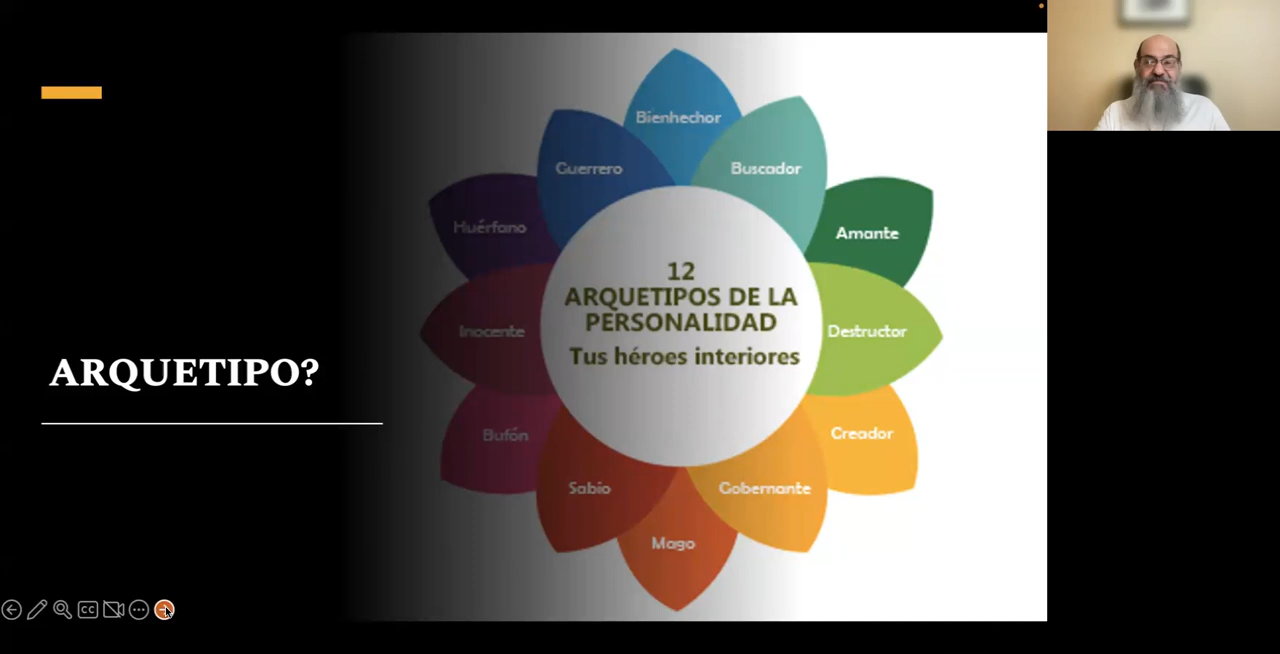 ARQUETIPO?
12
ARQUETIPOS DE LA
PERSONALIDAD
Tus héroes interiores
Bienhechor
Buscador
Amante
Destructor
Creador
Gobernante
Mago
Sabio
Bufón
Inocente
Huérfano
Guerrero
CC